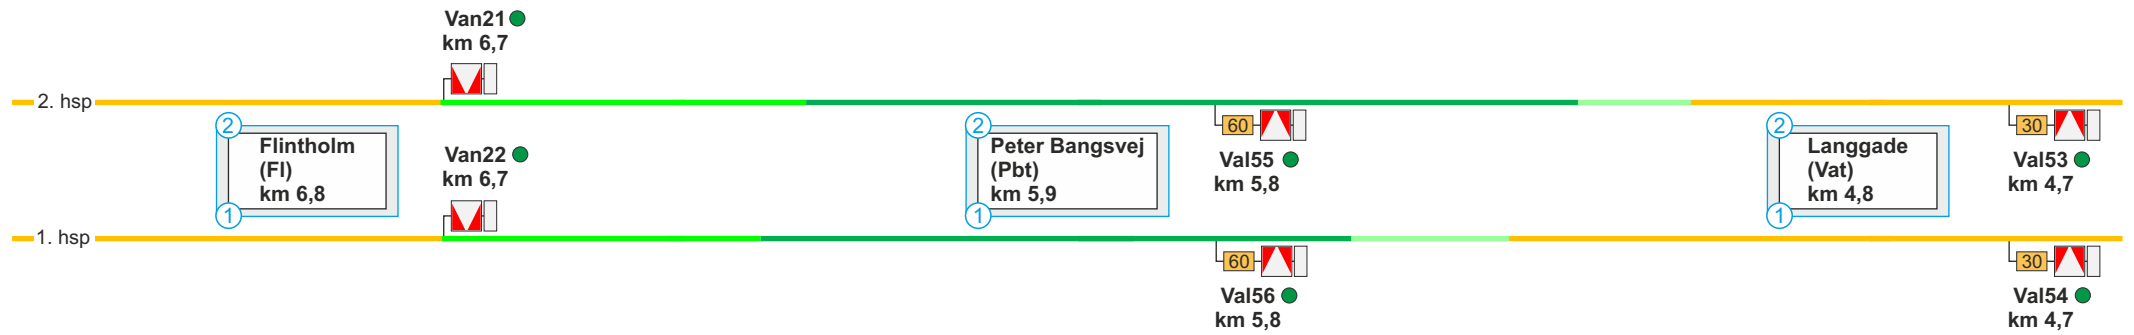 Van21
km 6,7
2. hsp
2
Flintholm
(Fl)
km 6,8
1
Van22
km 6,7
1. hsp
2
Peter Bangsvej
(Pbt)
km 5,9
1
60
Val55
km 5,8
60
Val56
km 5,8
2
Langgade
(Vat)
km 4,8
1
30
Val53
km 4,7
30
Val54
km 4,7